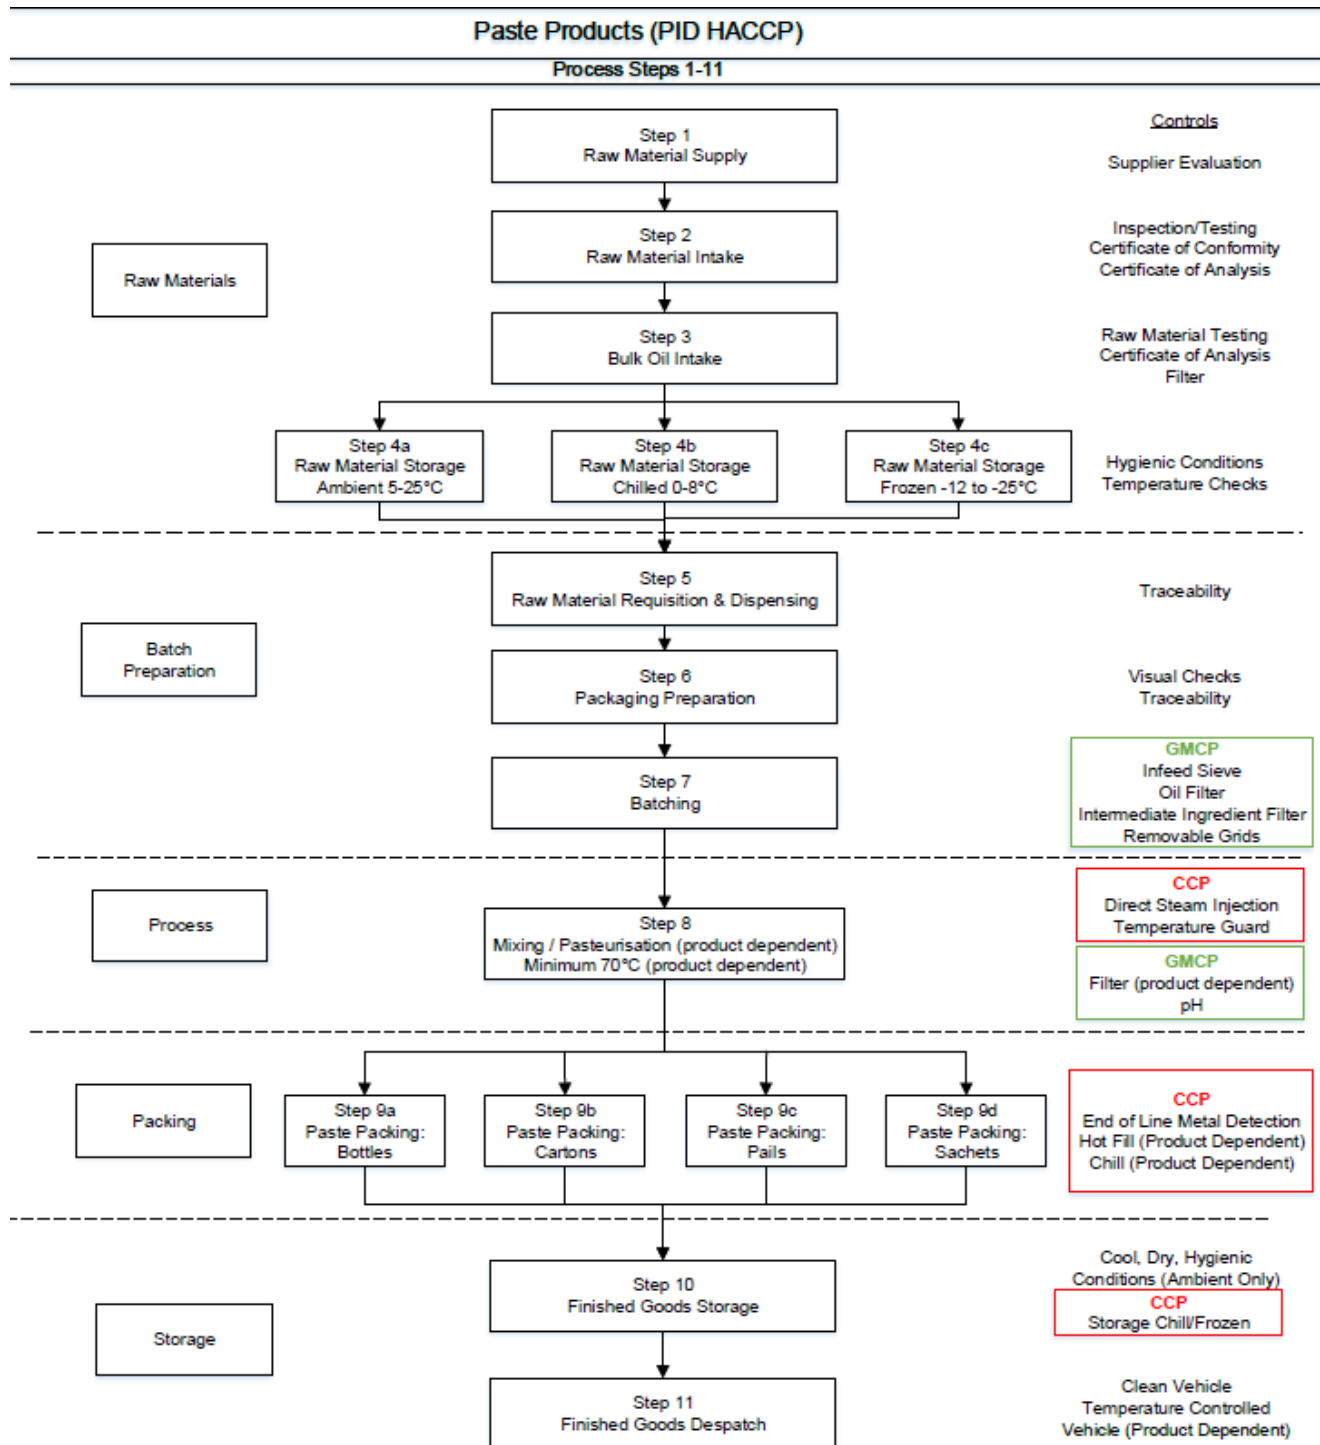 Paste Products (PID HACCP)
Process Steps 1-11
Controls
Step 1
Raw Material Supply
Supplier Evaluation
Raw Materials
Step 2
Raw Material Intake
Inspection/Testing
Certificate of Conformity
Certificate of Analysis
Step 3
Bulk Oil Intake
Raw Material Testing
Certificate of Analysis
Filter
Step 4a
Raw Material Storage
Ambient 5-25°C
Step 4b
Raw Material Storage
Chilled 0-8°C
Step 4c
Raw Material Storage
Frozen -12 to -25°C
Hygienic Conditions
Temperature Checks
Batch
Preparation
Step 5
Raw Material Requisition & Dispensing
Traceability
Step 6
Packaging Preparation
Visual Checks
Traceability
Step 7
Batching
GMCP
Infeed Sieve
Oil Filter
Intermediate Ingredient Filter
Removable Grids
Process
Step 8
Mixing / Pasteurisation (product dependent)
Minimum 70°C (product dependent)
CCP
Direct Steam Injection
Temperature Guard
GMCP
Filter (product dependent)
pH
Packing
Step 9a
Paste Packing:
Bottles
Step 9b
Paste Packing:
Cartons
Step 9c
Paste Packing:
Pails
Step 9d
Paste Packing:
Sachets
CCP
End of Line Metal Detection
Hot Fill (Product Dependent)
Chill (Product Dependent)
Storage
Step 10
Finished Goods Storage
Cool, Dry, Hygienic
Conditions (Ambient Only)
CCP
Storage Chill/Frozen
Step 11
Finished Goods Despatch
Clean Vehicle
Temperature Controlled
Vehicle (Product Dependent)